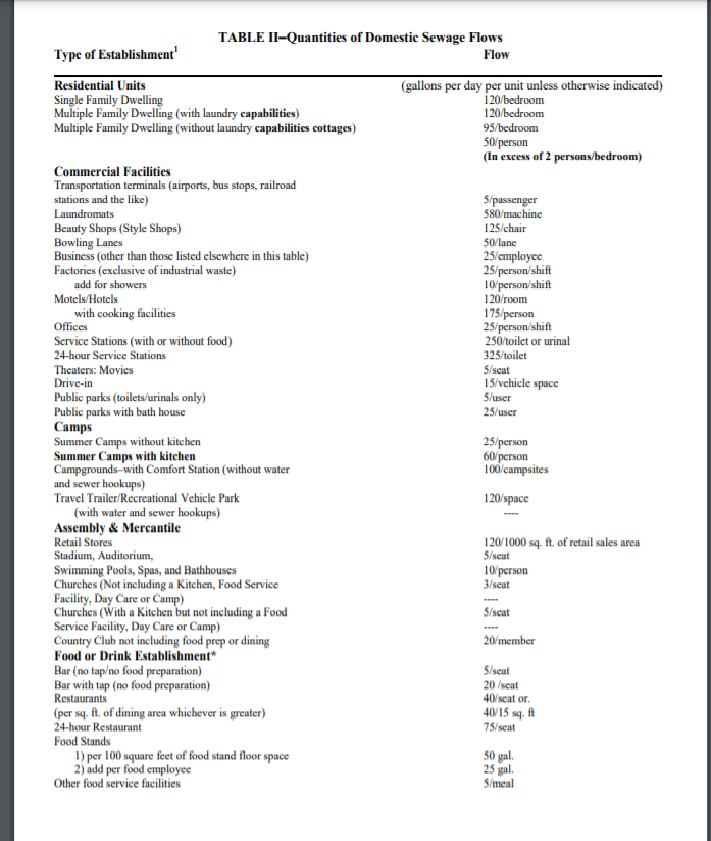 TABLE II–Quantities of Domestic Sewage Flows
Type of Establishment¹ Flow
Residential Units (gallons per day per unit unless otherwise indicated)
Single Family Dwelling 120/bedroom
Multiple Family Dwelling (with laundry capabilities) 120/bedroom
Multiple Family Dwelling (without laundry capabilities cottages) 95/bedroom
50/person
(In excess of 2 persons/bedroom)
Commercial Facilities
Transportation terminals (airports, bus stops, railroad
stations and the like) 5/passenger
Laundromats 580/machine
Beauty Shops (Style Shops) 125/chair
Bowling Lanes 50/lane
Business (other than those listed elsewhere in this table) 25/employee
Factories (exclusive of industrial waste) 25/person/shift
add for showers 10/person/shift
Motels/Hotels 120/room
with cooking facilities 175/person
Offices 25/person/shift
Service Stations (with or without food) 250/toilet or urinal
24-hour Service Stations 325/toilet
Theaters: Movies 5/seat
Drive-in 15/vehicle space
Public parks (toilets/urinals only) 5/user
Public parks with bath house 25/user
Camps
Summer Camps without kitchen 25/person
Summer Camps with kitchen 60/person
Campgrounds–with Comfort Station (without water 100/campsites
and sewer hookups)
Travel Trailer/Recreational Vehicle Park 120/space
(with water and sewer hookups) ----
Assembly & Mercantile
Retail Stores 120/1000 sq. ft. of retail sales area
Stadium, Auditorium, 5/seat
Swimming Pools, Spas, and Bathhouses 10/person
Churches (Not including a Kitchen, Food Service 3/seat
Facility, Day Care or Camp) ----
Churches (With a Kitchen but not including a Food 5/seat
Service Facility, Day Care or Camp) ----
Country Club not including food prep or dining 20/member
Food or Drink Establishment*
Bar (no tap/no food preparation) 5/seat
Bar with tap (no food preparation) 20 /seat
Restaurants 40/seat or.
(per sq. ft. of dining area whichever is greater) 40/15 sq. ft
24-hour Restaurant 75/seat
Food Stands
1) per 100 square feet of food stand floor space 50 gal.
2) add per food employee 25 gal.
Other food service facilities 5/meal